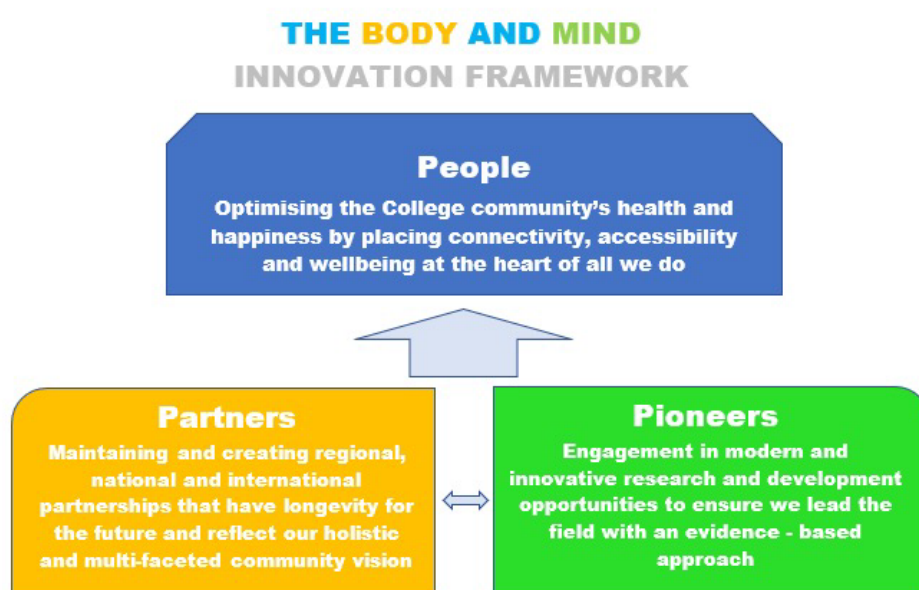 THE BODY AND MIND
INNOVATION FRAMEWORK
People
Optimising the College community's health and
happiness by placing connectivity, accessibility
and wellbeing at the heart of all we do
Partners
Maintaining and creating regional,
national and international
partnerships that have longevity for
the future and reflect our holistic
and multi-faceted community vision
Pioneers
Engagement in modern and
innovative research and development
opportunities to ensure we lead the
field with an evidence - based
approach